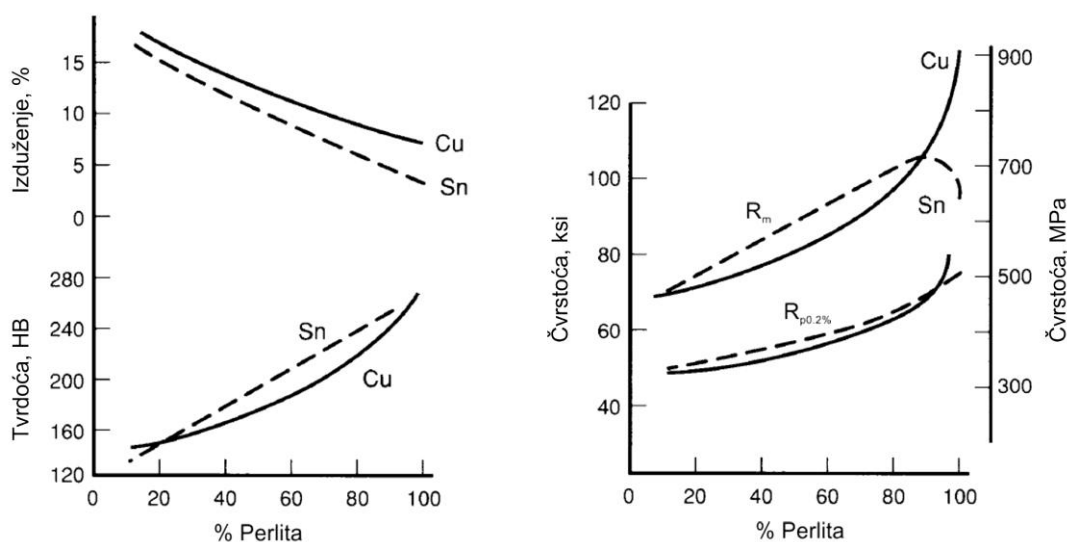 Izduženje, %
15
10
5
0
Cu
Sn
Tvrdoća, HB
280
240
200
160
120
Sn
Cu
0 20 40 60 80 100
% Perlita
Čvrstoća, ksi
120
100
80
60
40
Cu
Rm
Sn
Rp0.2%
0 20 40 60 80 100
% Perlita
900
700
500
300
Čvrstoća, MPa